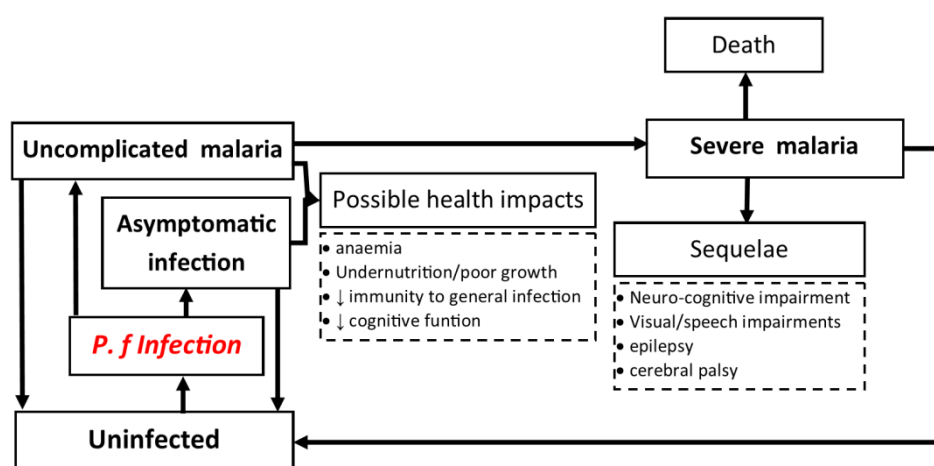 Death
Uncomplicated malaria
Severe malaria
Possible health impacts
Asymptomatic
infection
• anaemia
• Undernutrition/poor growth
• ↓ immunity to general infection
• ↓ cognitive funtion
Sequelae
• Neuro-cognitive impairment
• Visual/speech impairments
• epilepsy
• cerebral palsy
P. f Infection
Uninfected